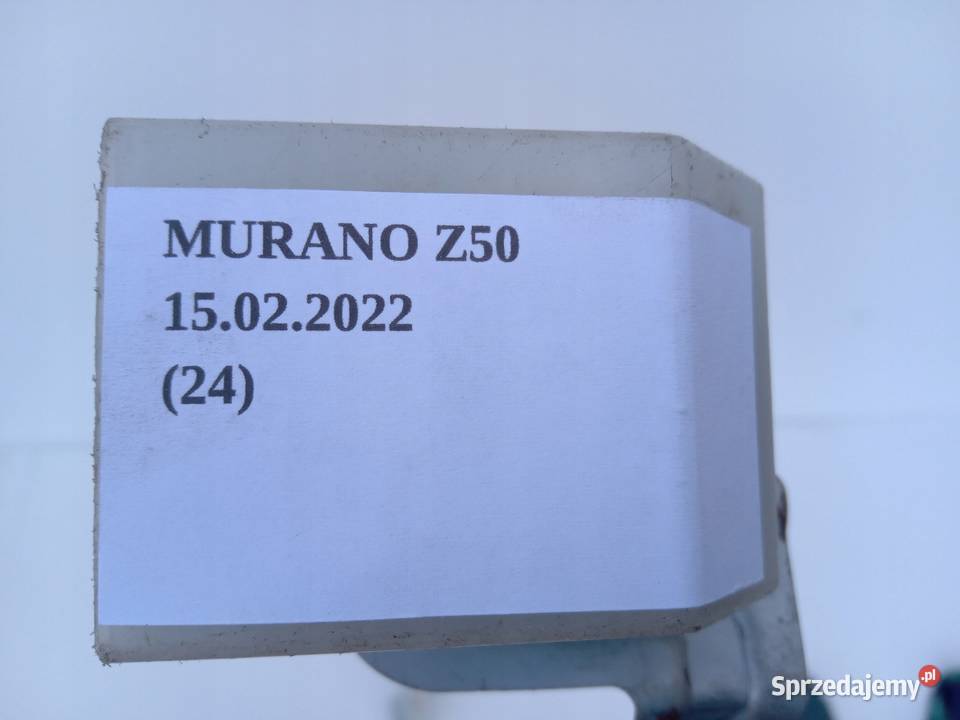 MURANO Z50
15.02.2022
(24)
Sprzedajemy.pl